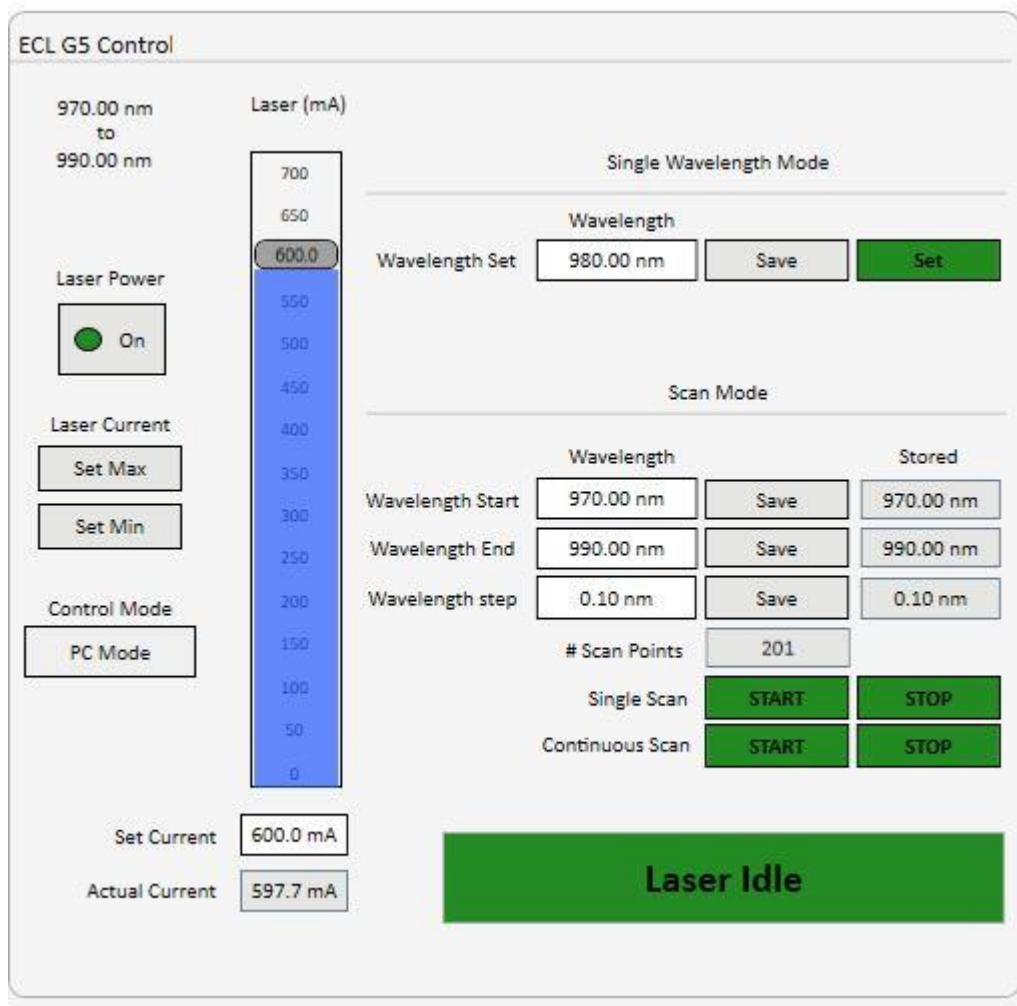 ECL G5 Control
970.00 nm
to
990.00 nm
Laser Power
On
Laser Current
Set Max
Set Min
Control Mode
PC Mode
Laser (mA)
700
650
600.0
550
500
450
400
350
300
250
200
150
100
50
0
Set Current 600.0 mA
Actual Current 597.7 mA
Single Wavelength Mode
Wavelength
Wavelength Set 980.00 nm Save Set
Scan Mode
Wavelength Stored
Wavelength Start 970.00 nm Save 970.00 nm
Wavelength End 990.00 nm Save 990.00 nm
Wavelength step 0.10 nm Save 0.10 nm
# Scan Points 201
Single Scan START STOP
Continuous Scan START STOP
Laser Idle